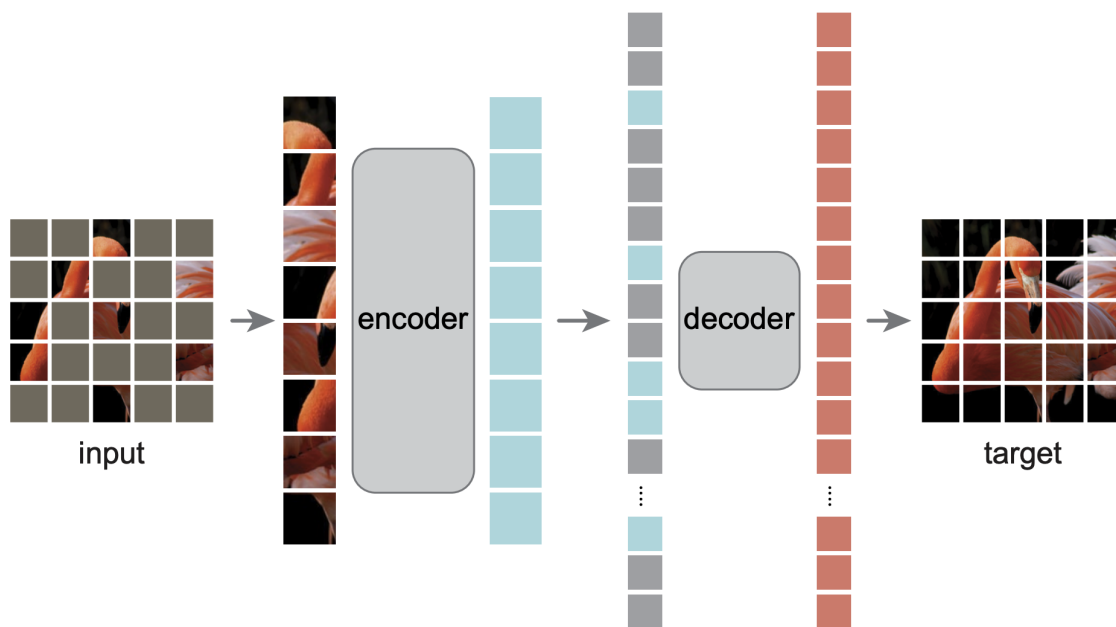 input
encoder
decoder
target